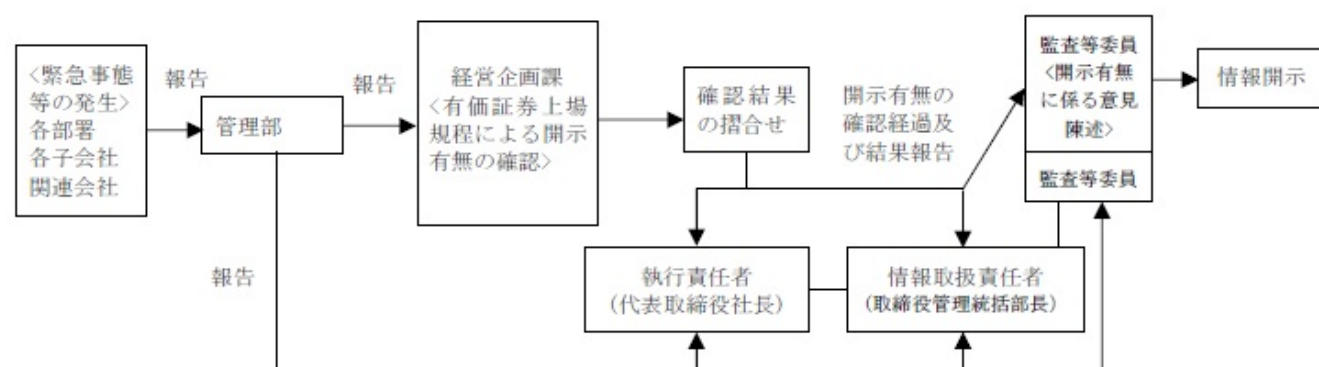 <緊急事態
等の発生>
各部署
各子会社
関連会社
報告
管理部
報告
経営企画課
<有価証券上場
規程による開示
有無の確認>
確認結果
の摺合せ
開示有無の
確認経過及
び結果報告
監査等委員
<開示有無
に係る意見
陳述>
監査等委員
情報開示
報告
執行責任者
(代表取締役社長)
情報取扱責任者
(取締役管理統括部長)